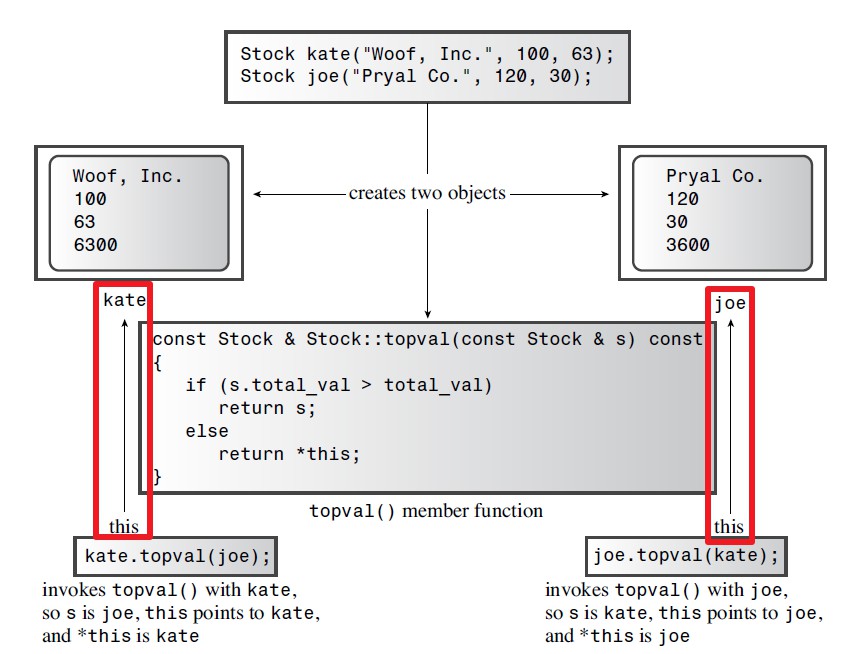 Stock kate("Woof, Inc.", 100, 63);
Stock joe("Pryal Co.", 120, 30);
Woof, Inc.
100
63
6300
creates two objects
Pryal Co.
120
30
3600
kate
joe
const Stock & Stock::topval(const Stock & s) const
{
if (s.total_val > total_val)
return s;
else
return *this;
}
topval() member function
this
kate.topval(joe);
invokes topval() with kate,
so s is joe, this points to kate,
and *this is kate
this
joe.topval(kate);
invokes topval() with joe,
so s is kate, this points to joe,
and *this is joe